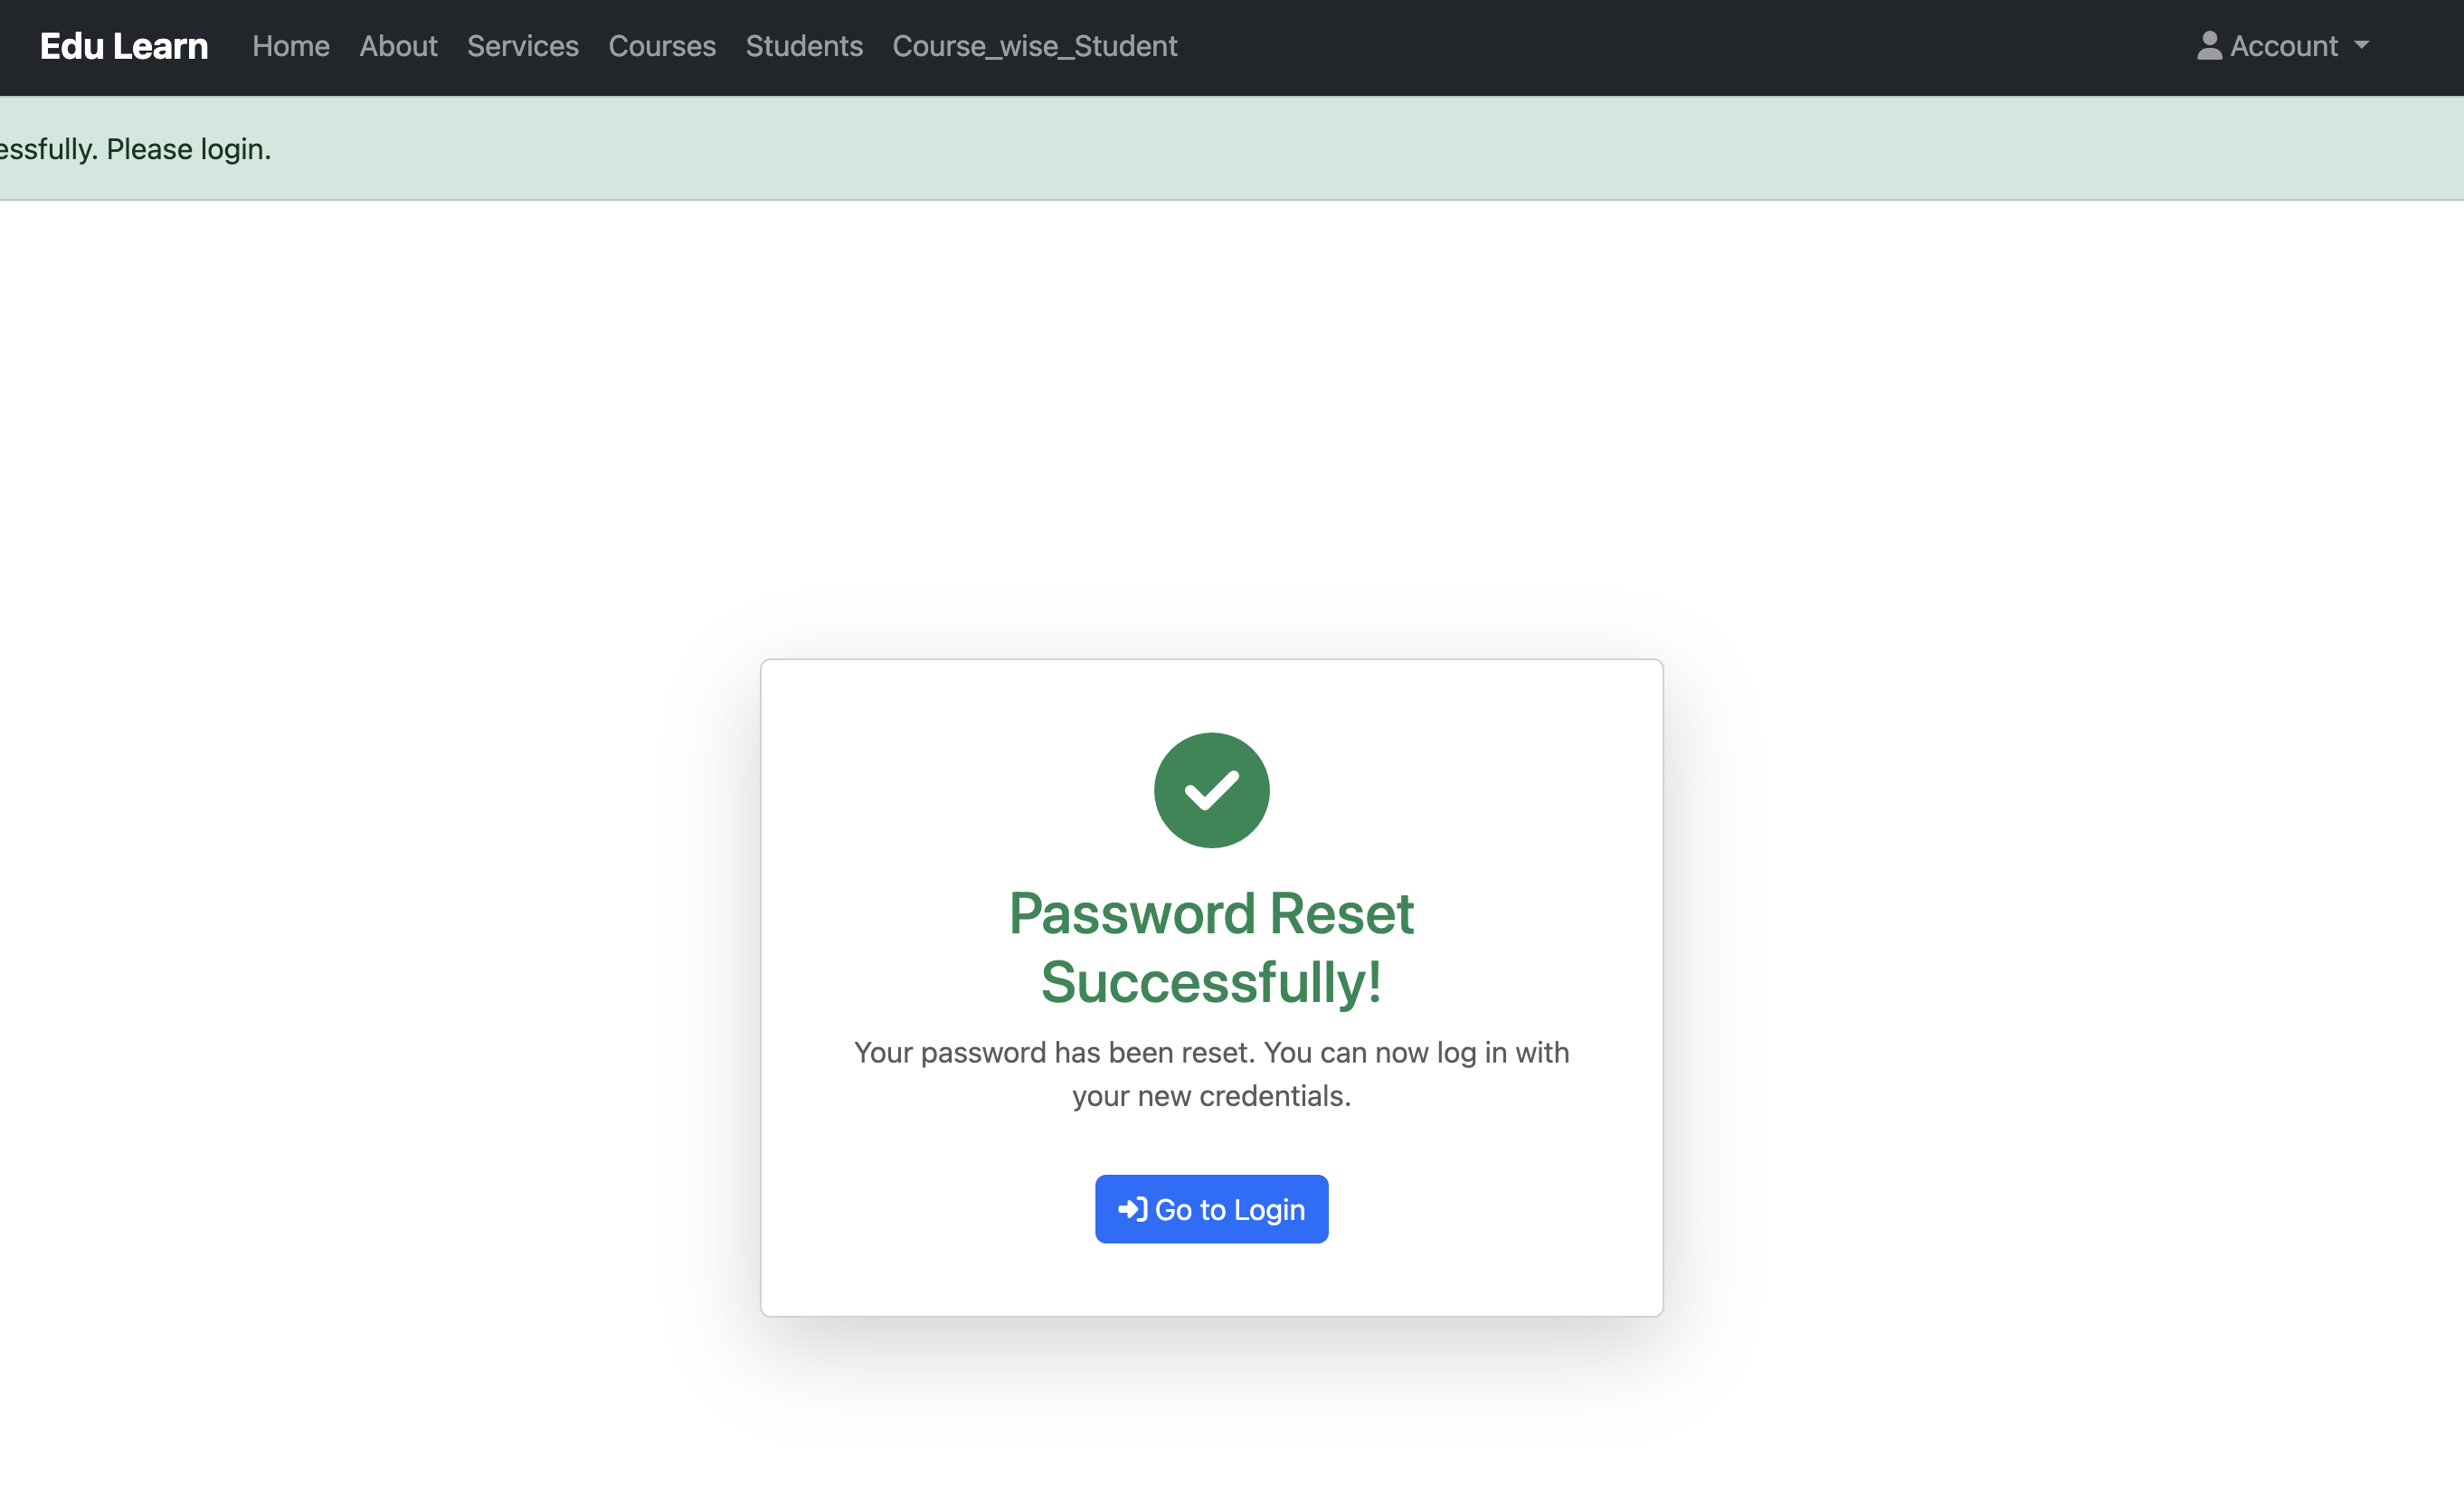 Edu Learn Home About Services Courses Students Course_wise_Student Account
essfully. Please login.
Password Reset
Successfully!
Your password has been reset. You can now log in with
your new credentials.
Go to Login